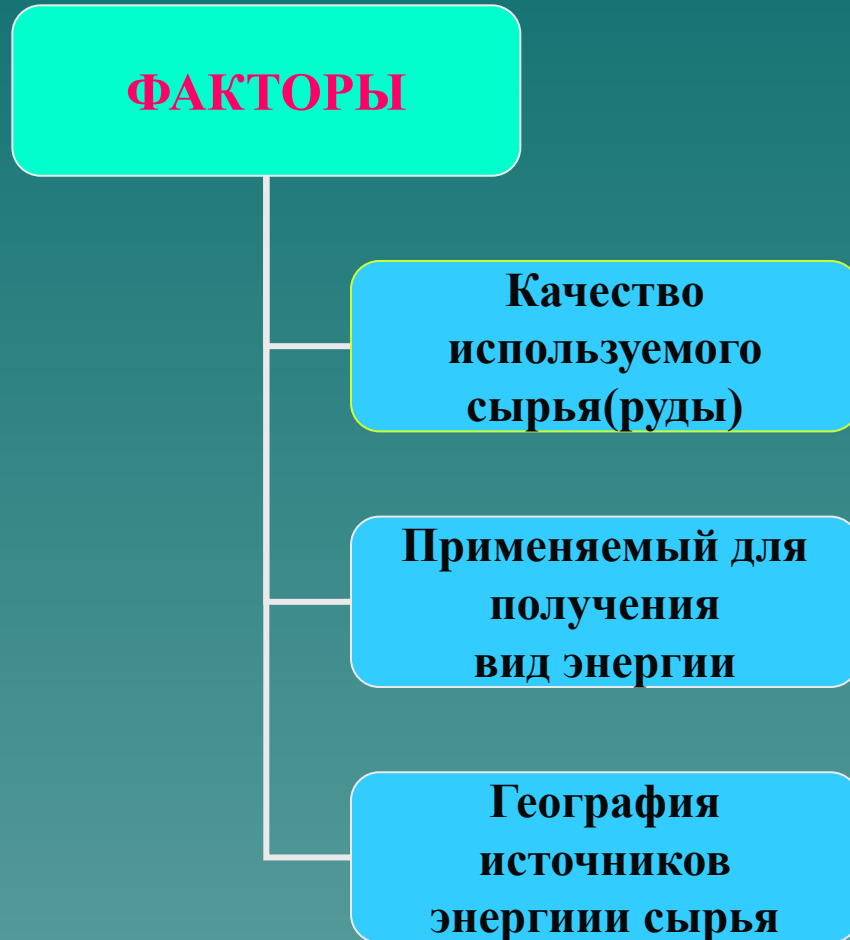 ФАКТОРЫ
Качество
используемого
сырья(руды)
Применяемый для
получения
вид энергии
География
источников
энергиии сырья